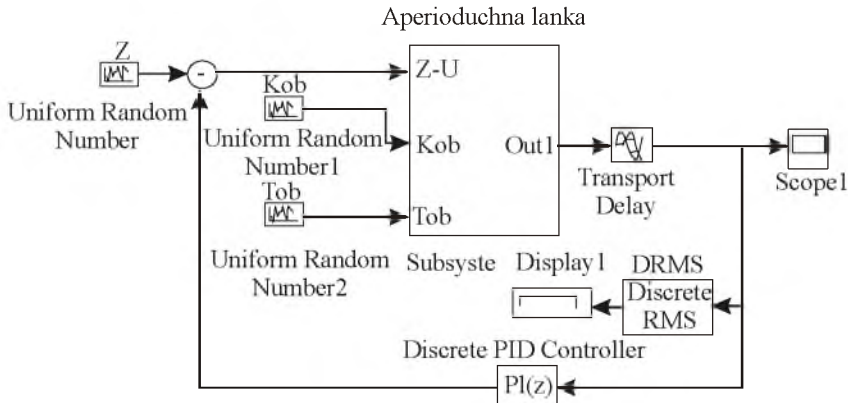 Aperioduchna lanka
Z
-
Uniform Random
Number
Kob
Uniform Random
Number1
Tob
Uniform Random
Number2
Z-U
Kob
Tob
Out1
Subsyste
Transport
Delay
Scope1
Display1
DRMS
Discrete
RMS
Discrete PID Controller
PI(z)